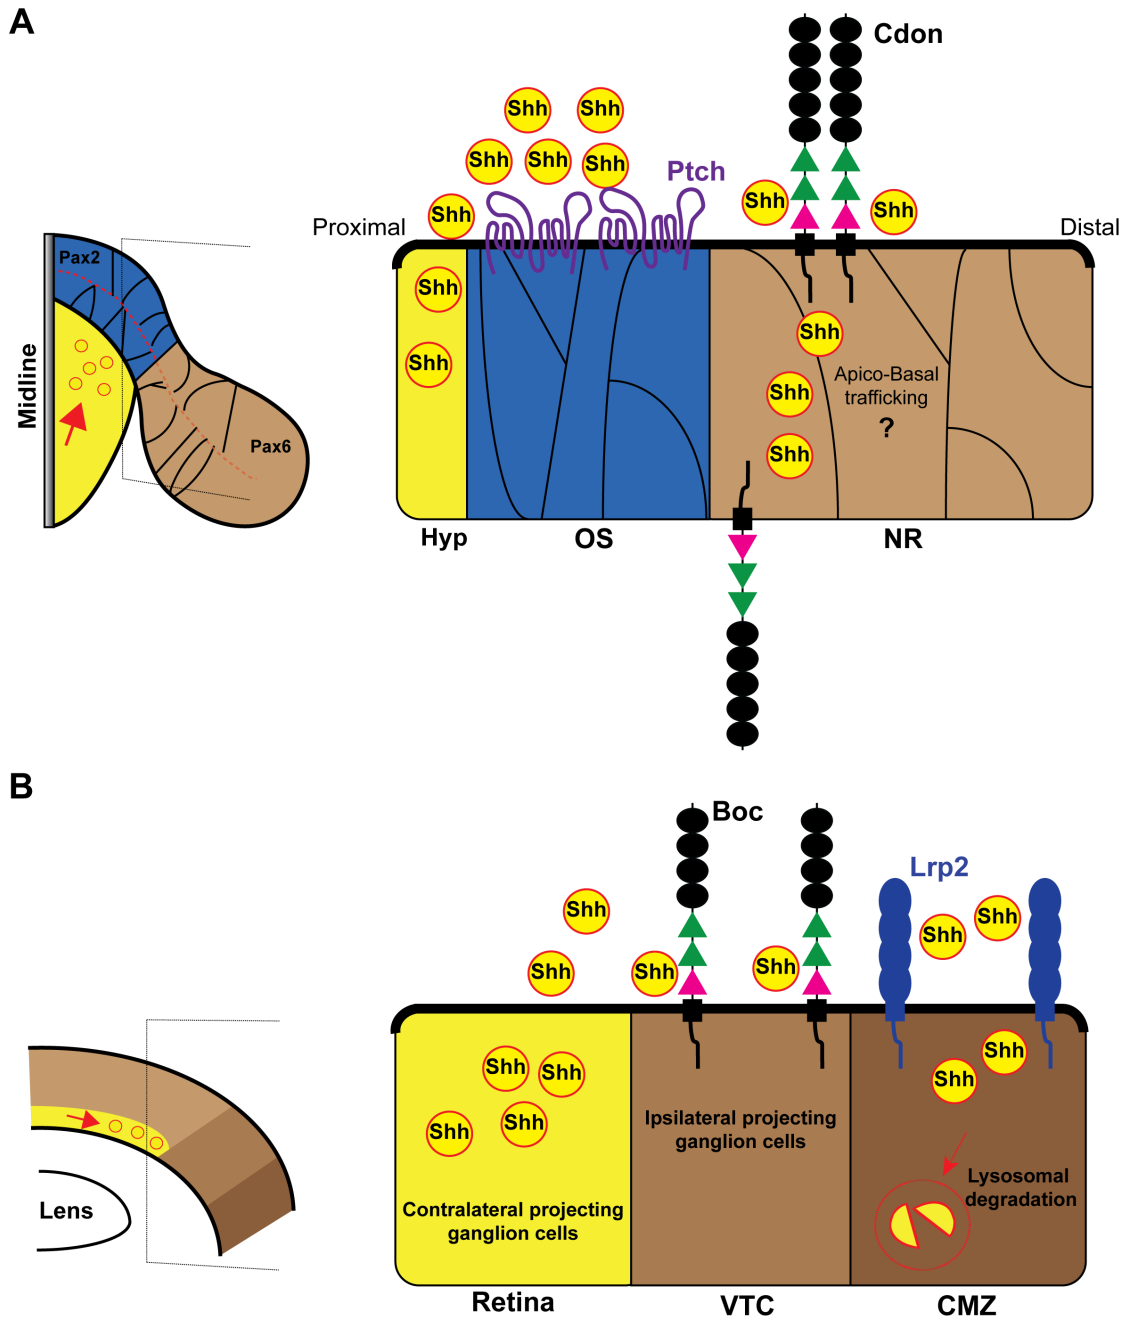 A
Cdon
Shh
Shh
Shh
Shh
Shh
Ptch
Shh
Shh
Shh
Proximal
Distal
Pax2
Shh
Shh
Midline
Pax6
Shh
Apico-Basal
trafficking
?
Shh
Shh
Hyp
OS
NR
B
Boc
Lrp2
Shh
Shh
Shh
Shh
Shh
Shh
Shh
Shh
Shh
Shh
Shh
Shh
Shh
Ipsilateral projecting
ganglion cells
Lysosomal
degradation
Contralateral projecting
ganglion cells
Lens
Retina
VTC
CMZ